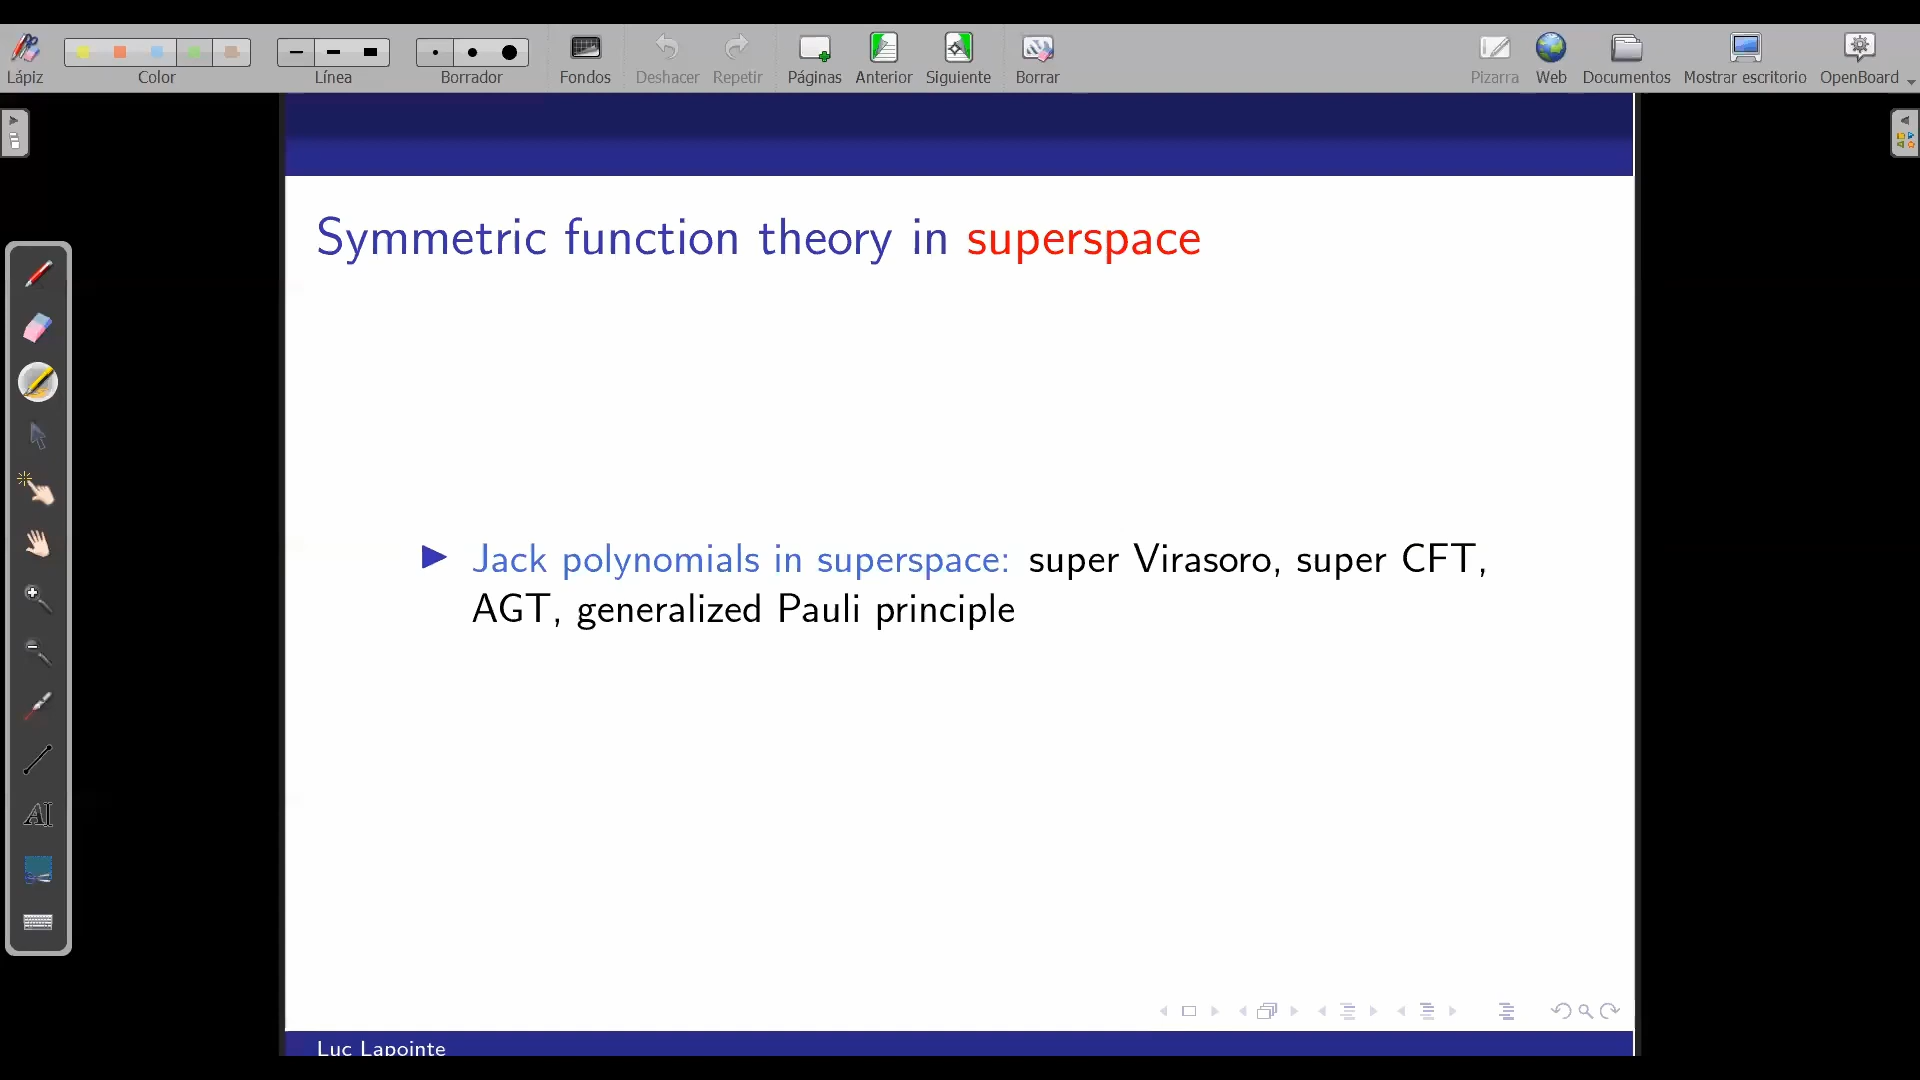 Lápiz
Color
Línea
Borrador
Fondos
Deshacer
Repetir
Páginas
Anterior
Siguiente
Borrar
Pizarra
Web
Documentos
Mostrar escritorio
OpenBoard
Symmetric function theory in superspace
Jack polynomials in superspace: super Virasoro, super CFT,
AGT, generalized Pauli principle
Luc Lapointe